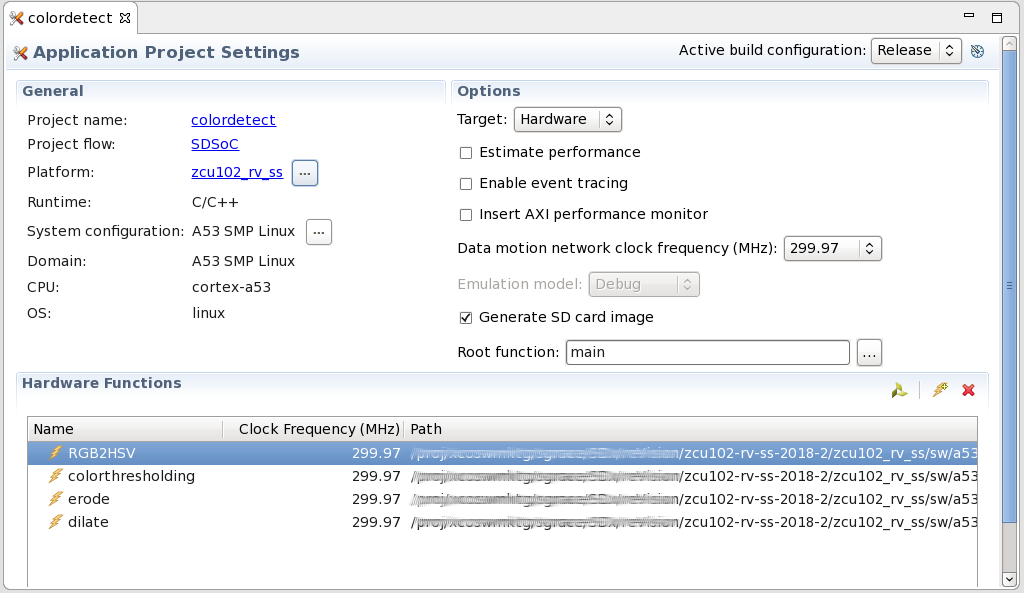 colordetect
Application Project Settings
Active build configuration: Release
General
Project name: colordetect
Project flow: SDSoC
Platform: zcu102_rv_ss ...
Runtime: C/C++
System configuration: A53 SMP Linux ...
Domain: A53 SMP Linux
CPU: cortex-a53
OS: linux
Options
Target: Hardware
Estimate performance
Enable event tracing
Insert AXI performance monitor
Data motion network clock frequency (MHz): 299.97
Emulation model: Debug
Generate SD card image
Root function: main ...
Hardware Functions
Name Clock Frequency (MHz) Path
RGB2HSV 299.97 /zcu102-rv-ss-2018-2/zcu102_rv_ss/sw/a53
colorthresholding 299.97 /zcu102-rv-ss-2018-2/zcu102_rv_ss/sw/a53
erode 299.97 /zcu102-rv-ss-2018-2/zcu102_rv_ss/sw/a53
dilate 299.97 /zcu102-rv-ss-2018-2/zcu102_rv_ss/sw/a53